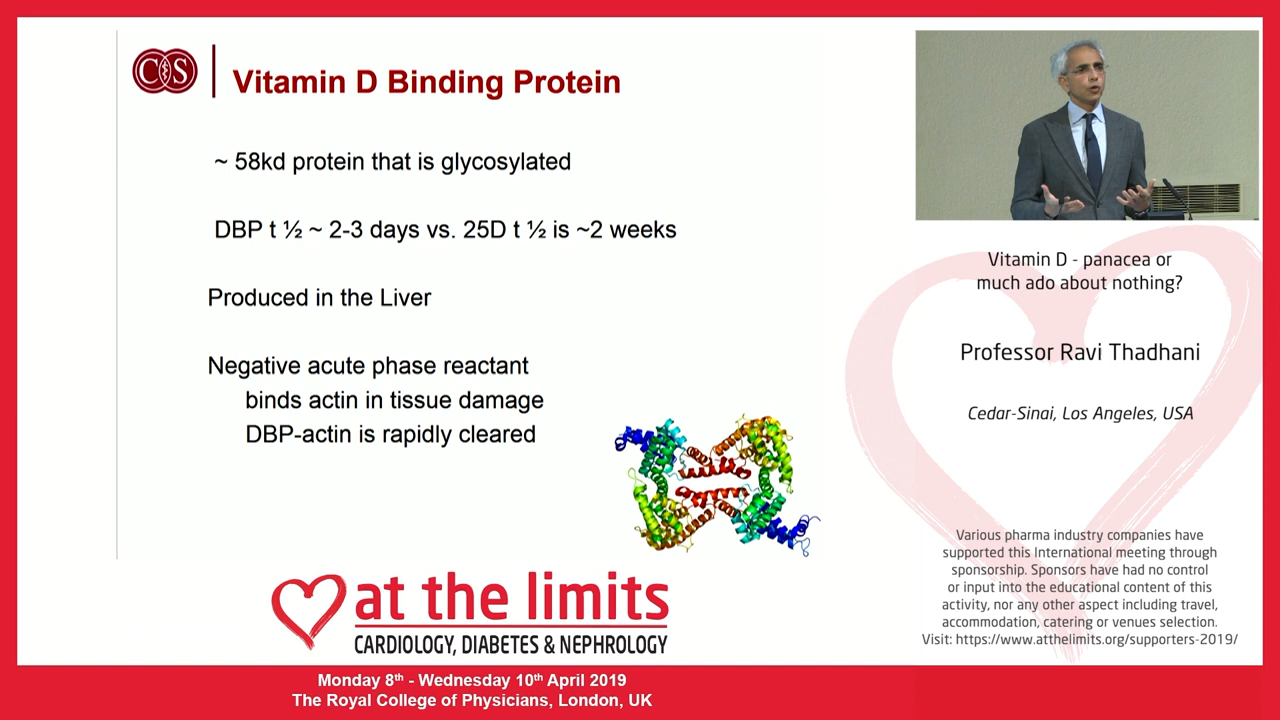 CS
Vitamin D Binding Protein
~ 58kd protein that is glycosylated
DBP t ½ ~ 2-3 days vs. 25D t ½ is ~2 weeks
Produced in the Liver
Negative acute phase reactant
binds actin in tissue damage
DBP-actin is rapidly cleared
at the limits
CARDIOLOGY, DIABETES & NEPHROLOGY
Monday 8th - Wednesday 10th April 2019
The Royal College of Physicians, London, UK
Vitamin D - panacea or
much ado about nothing?
Professor Ravi Thadhani
Cedar-Sinai, Los Angeles, USA
Various pharma industry companies have
supported this International meeting through
sponsorship. Sponsors have had no control
or input into the educational content of this
activity, nor any other aspect including travel,
accommodation, catering or venues selection.
Visit: https://www.atthelimits.org/supporters-2019/